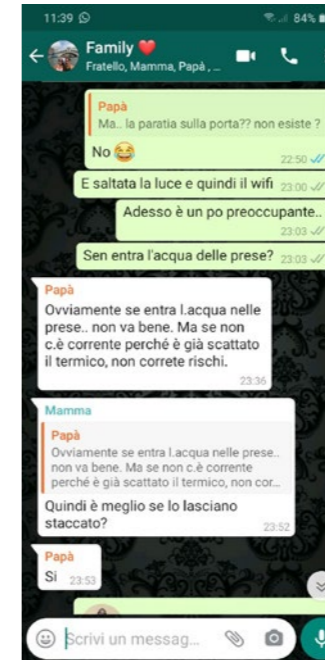 11:39 84%
Family
Fratello, Mamma, Papà, ...
Papà
Ma.. la paratia sulla porta?? non esiste ?
No 😂
22:50
E saltata la luce e quindi il wifi 23:00
Adesso è un po preoccupante..
23:03
Sen entra l'acqua delle prese? 23:03
Papà
Ovviamente se entra l.acqua nelle
prese.. non va bene. Ma se non
c.è corrente perché è già scattato
il termico, non correte rischi.
23:36
Mamma
Papà
Ovviamente se entra l.acqua nelle prese..
non va bene. Ma se non c.è corrente
perché è già scattato il termico, non cor...
Quindi è meglio se lo lasciano
staccato?
23:52
Papà
Si 23:53
Scrivi un messag...